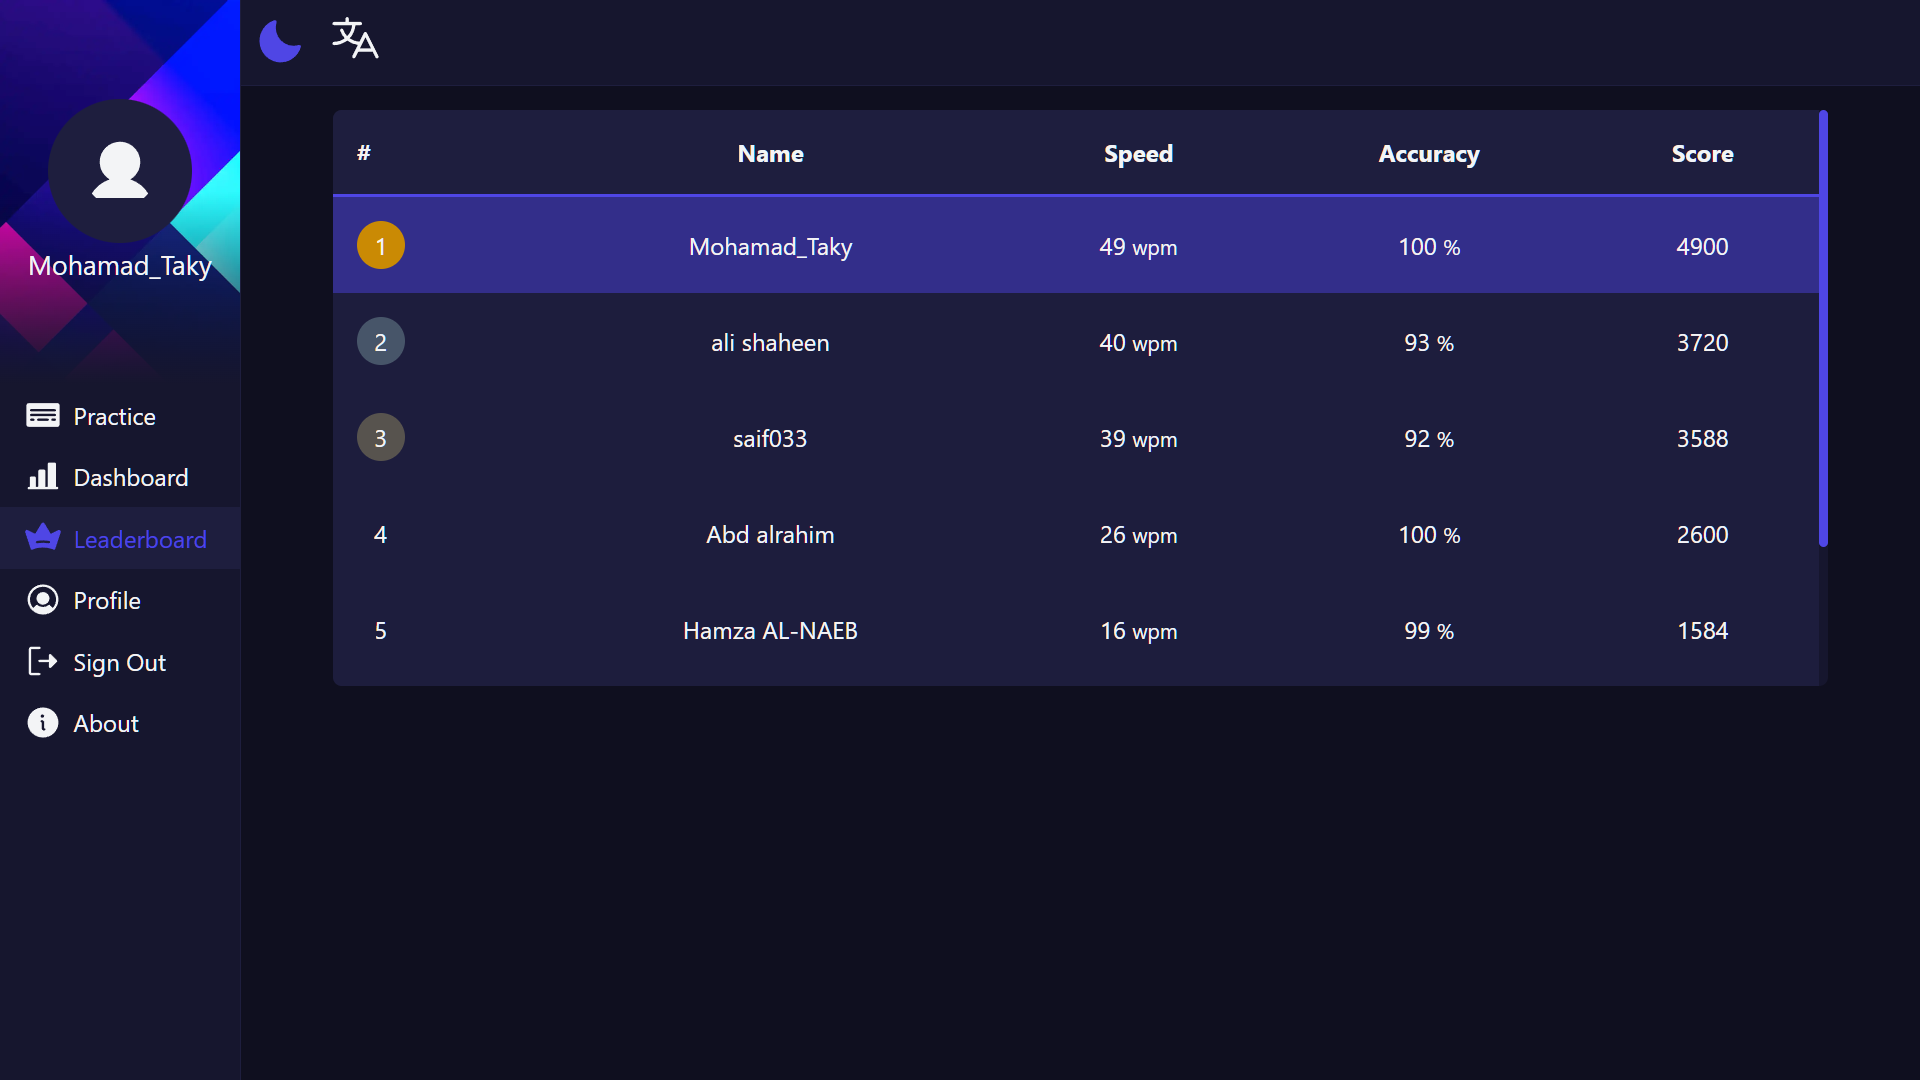 Mohamad_Taky
Practice
Dashboard
Leaderboard
Profile
Sign Out
About
# Name Speed Accuracy Score
1 Mohamad_Taky 49 wpm 100 % 4900
2 ali shaheen 40 wpm 93 % 3720
3 saif033 39 wpm 92 % 3588
4 Abd alrahim 26 wpm 100 % 2600
5 Hamza AL-NAEB 16 wpm 99 % 1584